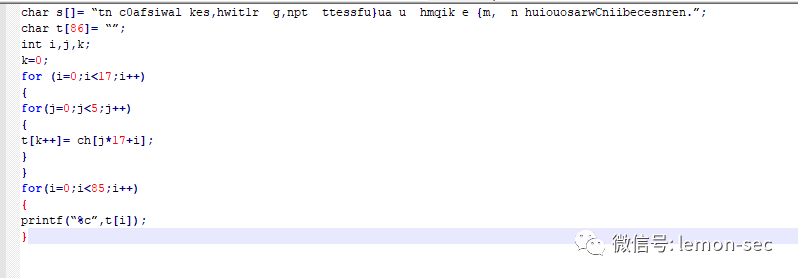 char s[]= “tn c0afsiwal kes,hwitlr  g,npt  ttessfu}ua u  hmqik e {m,  n huiouosarwCniibecesnren.”;
char t[86]= “”;
int i,j,k;
k=0;
for (i=0;i<17;i++)
{
for(j=0;j<5;j++)
{
t[k++]= ch[j*17+i];
}
}
for(i=0;i<85;i++)
{
printf(“%c”,t[i]);
}
微信号: lemon-sec